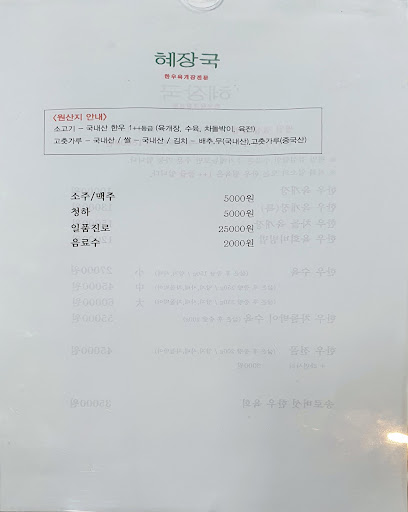 혜장국
한우육개장전문
<원산지 안내>
소고기 - 국내산 한우 1++등급 (육개장, 수육, 차돌박이, 육전)
고춧가루 - 국내산 / 쌀 - 국내산 / 김치 - 배추,무(국내산),고춧가루(중국산)
소주/맥주 5000원
청하 5000원
일품진로 25000원
음료수 2000원